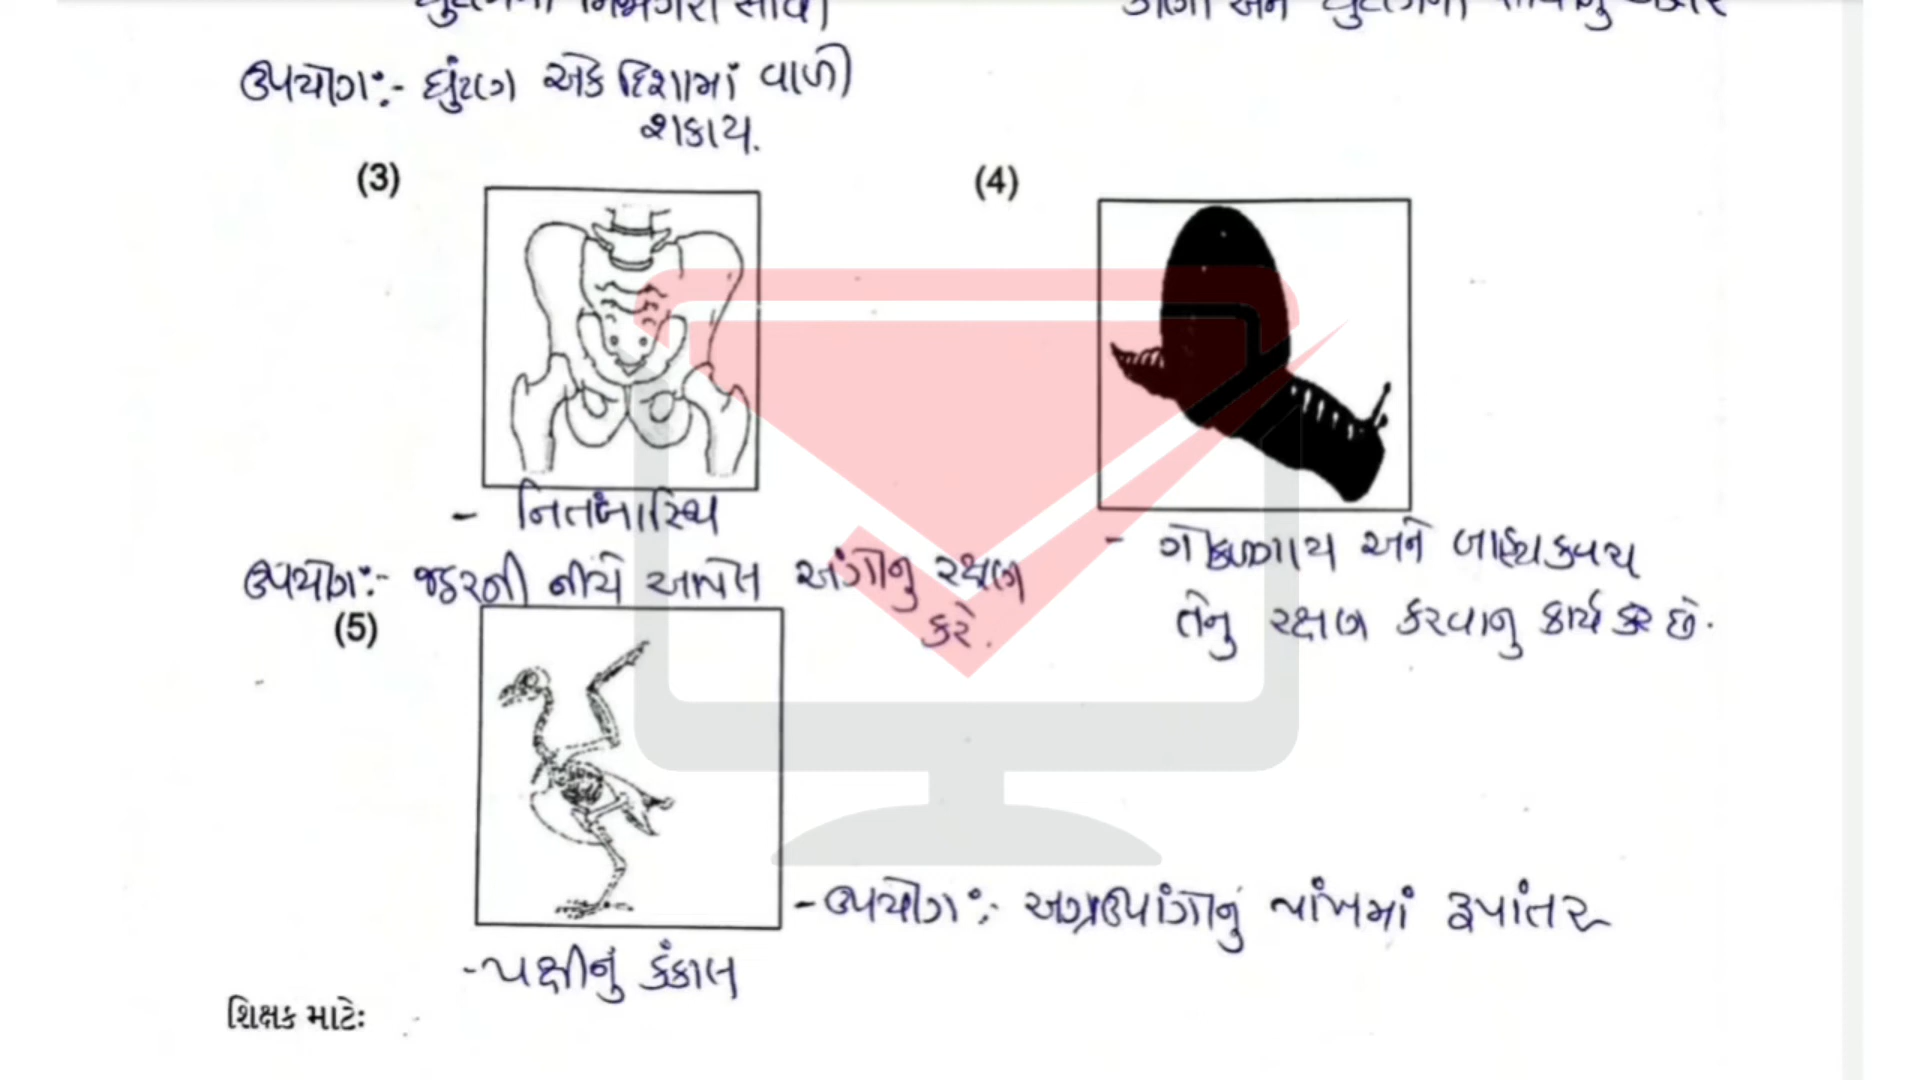 ઉપયોગ:- ઘુંટણ એક દિશામાં વાળી
શકાય.
(3)
(4)
- નિતબાસ્થિ
- ગોકળગાય અને બાહ્યકવચ
ઉપયોગ:- જઠરની નીચે આવેલ અંગોનુ રક્ષણ
કરે.
તેનુ રક્ષણ કરવાનુ કાર્ય કરે છે.
(5)
- ઉપયોગ:- અગ્રઉપાંગોનું પાંખમાં રૂપાંતર
- પક્ષીનું કંકાલ
શિક્ષક માટેઃ